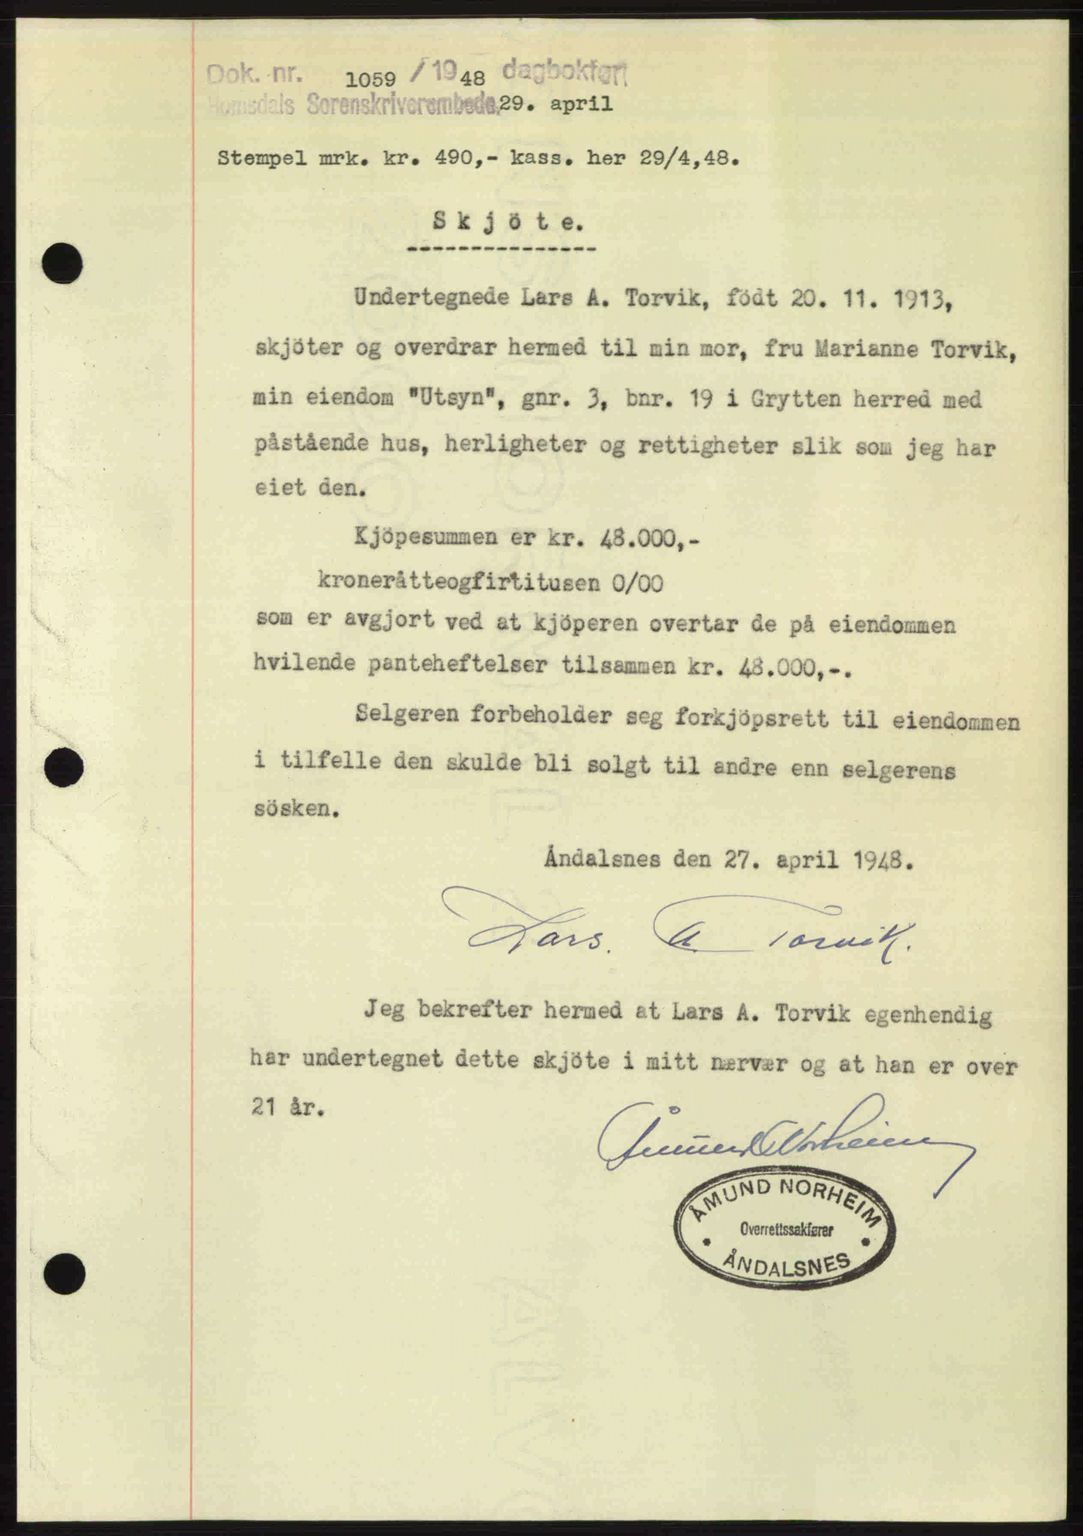 Dok. nr. 1059 / 1948 dagbokført
Romsdals Sorenskriverembede, 29. april
Stempel mrk. kr. 490,- kass. her 29/4,48.
S k j ö t e.
Undertegnede Lars A. Torvik, födt 20. 11. 1913,
skjöter og overdrar hermed til min mor, fru Marianne Torvik,
min eiendom "Utsyn", gnr. 3, bnr. 19 i Grytten herred med
påstående hus, herligheter og rettigheter slik som jeg har
eiet den.
Kjöpesummen er kr. 48.000,-
kroneråtteogfirtitusen 0/00
som er avgjort ved at kjöperen overtar de på eiendommen
hvilende panteheftelser tilsammen kr. 48.000,-.
Selgeren forbeholder seg forkjöpsrett til eiendommen
i tilfelle den skulde bli solgt til andre enn selgerens
sösken.
Åndalsnes den 27. april 1948.
Lars. A Torvik.
Jeg bekrefter hermed at Lars A. Torvik egenhendig
har undertegnet dette skjöte i mitt nærvær og at han er over
21 år.
Åmund Norheim
ÅMUND NORHEIM
Overrettssakfører
ÅNDALSNES